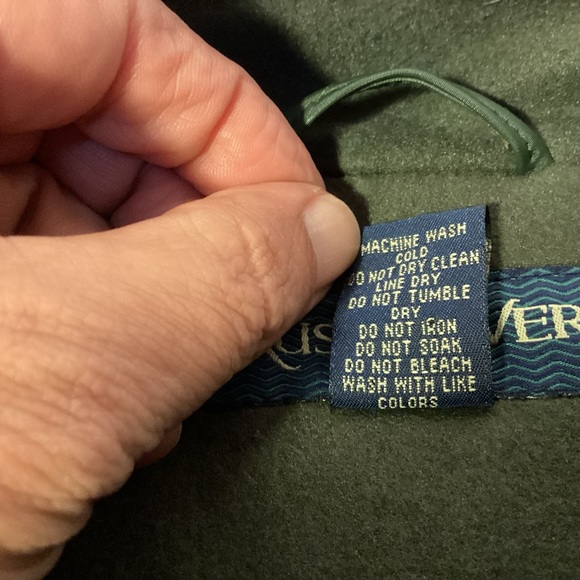 MACHINE WASH
COLD
DO NOT DRY CLEAN
LINE DRY
DO NOT TUMBLE
DRY
DO NOT IRON
DO NOT SOAK
DO NOT BLEACH
WASH WITH LIKE
COLORS